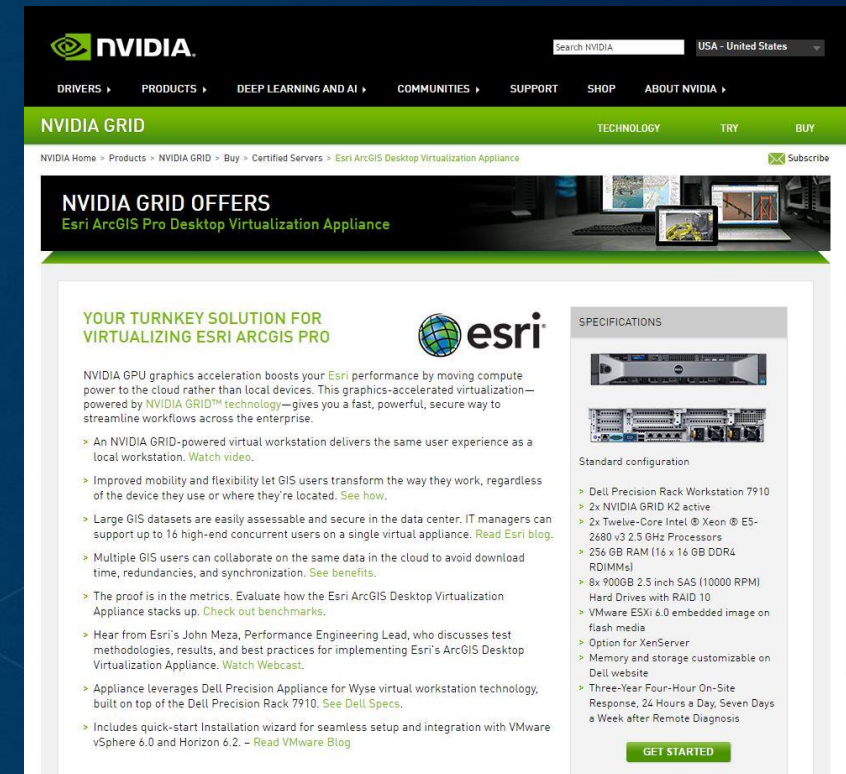 NVIDIA.
Search NVIDIA
USA - United States
DRIVERS
PRODUCTS
DEEP LEARNING AND AI
COMMUNITIES
SUPPORT
SHOP
ABOUT NVIDIA
NVIDIA GRID
TECHNOLOGY
TRY
BUY
NVIDIA Home > Products > NVIDIA GRID > Buy > Certified Servers > Esri ArcGIS Desktop Virtualization Appliance
Subscribe
NVIDIA GRID OFFERS
Esri ArcGIS Pro Desktop Virtualization Appliance
YOUR TURNKEY SOLUTION FOR
VIRTUALIZING ESRI ARCGIS PRO
esri
NVIDIA GPU graphics acceleration boosts your Esri performance by moving compute
power to the cloud rather than local devices. This graphics-accelerated virtualization—
powered by NVIDIA GRID™ technology—gives you a fast, powerful, secure way to
streamline workflows across the enterprise.
> An NVIDIA GRID-powered virtual workstation delivers the same user experience as a
local workstation. Watch video.
> Improved mobility and flexibility let GIS users transform the way they work, regardless
of the device they use or where they're located. See how.
> Large GIS datasets are easily assessable and secure in the data center. IT managers can
support up to 16 high-end concurrent users on a single virtual appliance. Read Esri blog.
> Multiple GIS users can collaborate on the same data in the cloud to avoid download
time, redundancies, and synchronization. See benefits.
> The proof is in the metrics. Evaluate how the Esri ArcGIS Desktop Virtualization
Appliance stacks up. Check out benchmarks.
> Hear from Esri's John Meza, Performance Engineering Lead, who discusses test
methodologies, results, and best practices for implementing Esri's ArcGIS Desktop
Virtualization Appliance. Watch Webcast.
> Appliance leverages Dell Precision Appliance for Wyse virtual workstation technology,
built on top of the Dell Precision Rack 7910. See Dell Specs.
> Includes quick-start Installation wizard for seamless setup and integration with VMware
vSphere 6.0 and Horizon 6.2. – Read VMware Blog
SPECIFICATIONS
Standard configuration
> Dell Precision Rack Workstation 7910
> 2x NVIDIA GRID K2 active
> 2x Twelve-Core Intel ® Xeon ® E5-
2680 v3 2.5 GHz Processors
> 256 GB RAM (16 x 16 GB DDR4
RDIMMs)
> 8x 900GB 2.5 inch SAS (10000 RPM)
Hard Drives with RAID 10
> VMware ESXi 6.0 embedded image on
flash media
> Option for XenServer
> Memory and storage customizable on
Dell website
> Three-Year Four-Hour On-Site
Response, 24 Hours a Day, Seven Days
a Week after Remote Diagnosis
GET STARTED